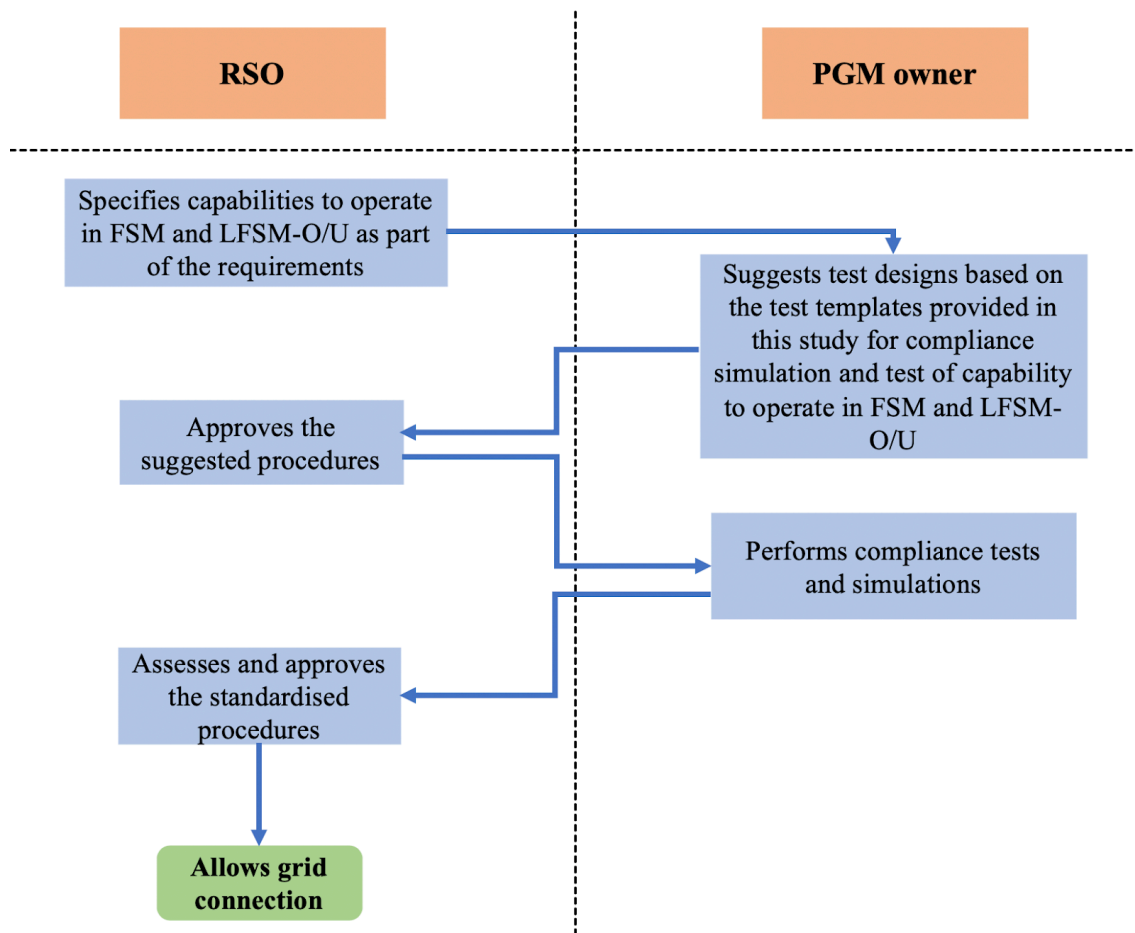 RSO
PGM owner
Specifies capabilities to operate
in FSM and LFSM-O/U as part
of the requirements
Suggests test designs based on
the test templates provided in
this study for compliance
simulation and test of capability
to operate in FSM and LFSM-
O/U
Approves the
suggested procedures
Performs compliance tests
and simulations
Assesses and approves
the standardised
procedures
Allows grid
connection